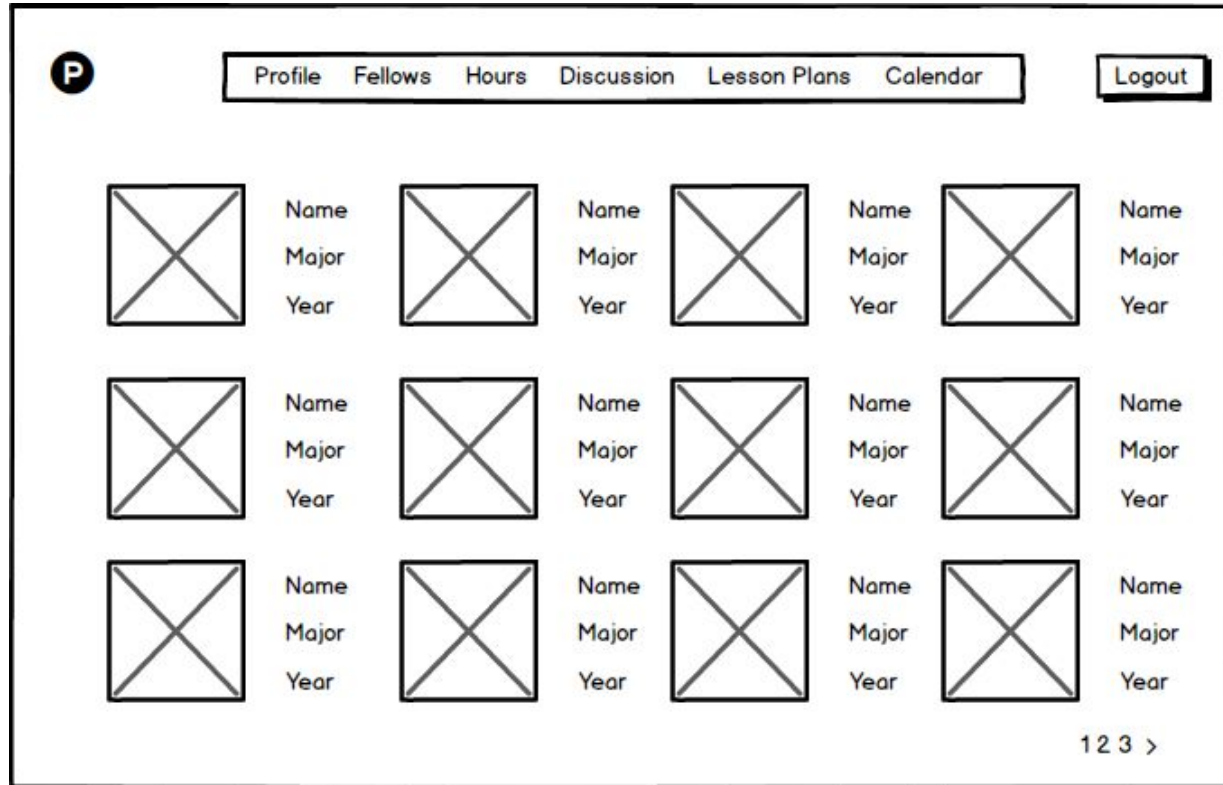 P
Profile Fellows Hours Discussion Lesson Plans Calendar
Logout
Name Name Name Name
Major Major Major Major
Year Year Year Year
Name Name Name Name
Major Major Major Major
Year Year Year Year
Name Name Name Name
Major Major Major Major
Year Year Year Year
1 2 3 >